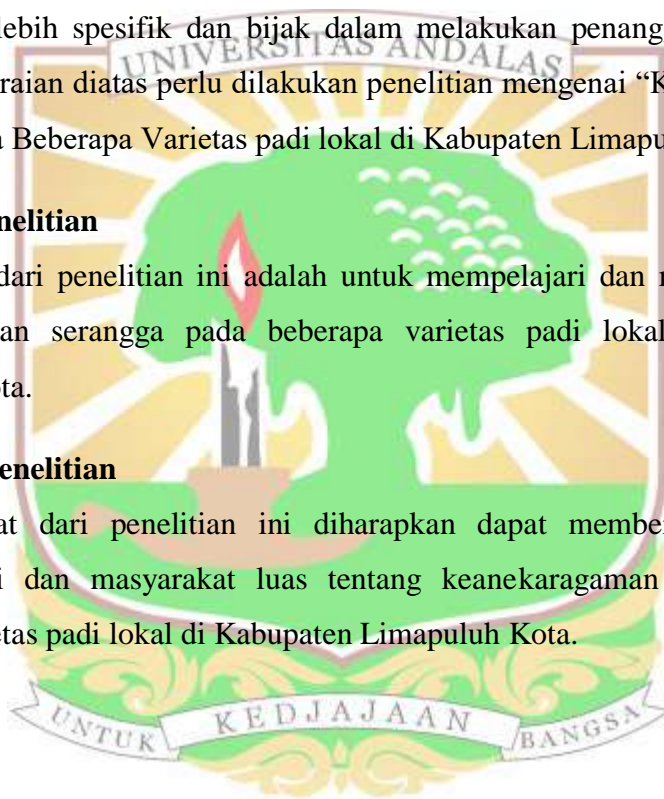 lebih spesifik dan bijak dalam melakukan penang
UNIVERSITAS ANDALAS
raian diatas perlu dilakukan penelitian mengenai “K
a Beberapa Varietas padi lokal di Kabupaten Limapu
nelitian
dari penelitian ini adalah untuk mempelajari dan
an serangga pada beberapa varietas padi lokal
ota.
enelitian
at dari penelitian ini diharapkan dapat member
i dan masyarakat luas tentang keanekaragaman
etas padi lokal di Kabupaten Limapuluh Kota.
UNTUK KEDJAJAAN BANGSA